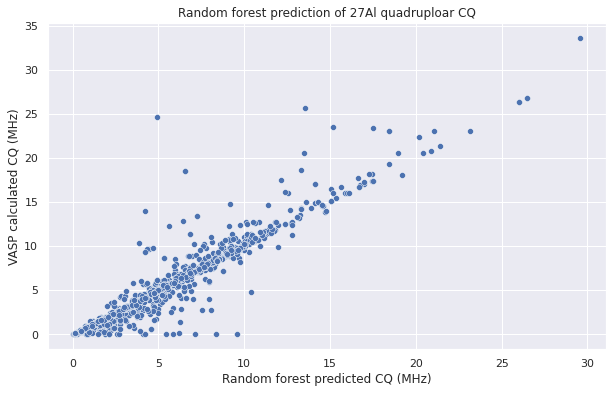 Random forest prediction of 27Al quadruploar CQ
35
30
25
20
15
10
5
0
VASP calculated CQ (MHz)
0 5 10 15 20 25 30
Random forest predicted CQ (MHz)